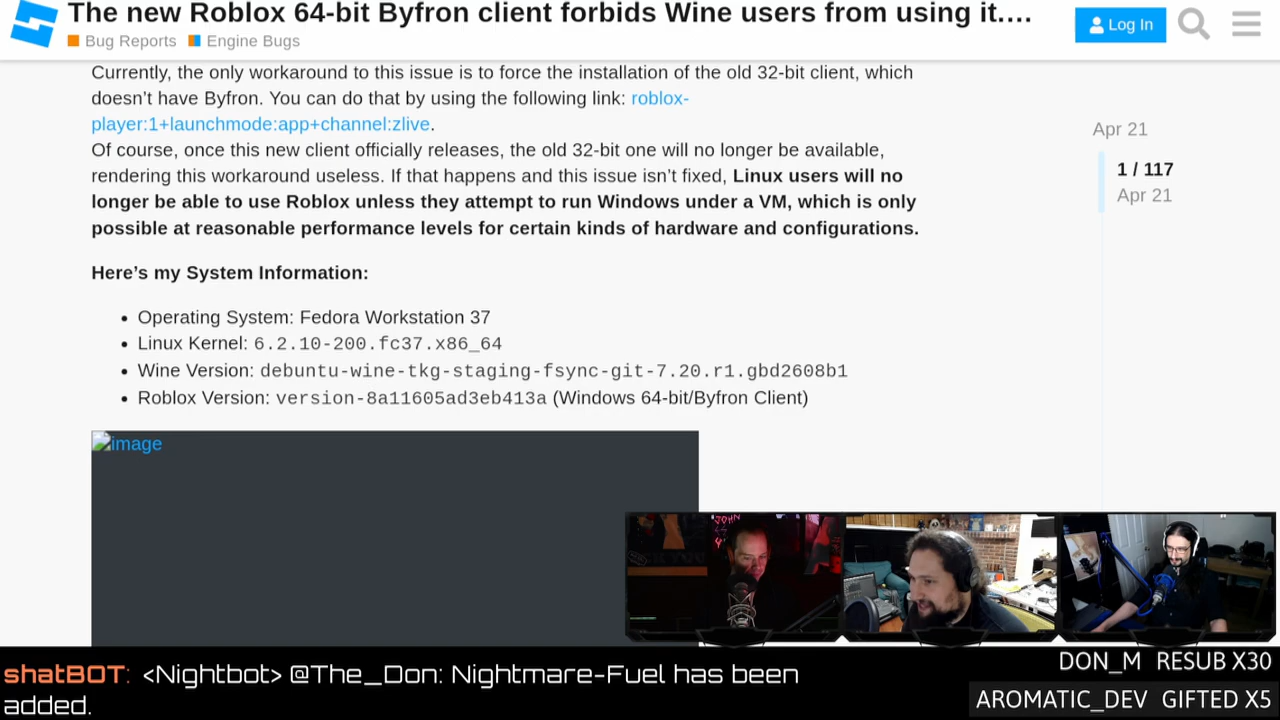 The new Roblox 64-bit Byfron client forbids Wine users from using it....
Bug Reports Engine Bugs
Log In
Currently, the only workaround to this issue is to force the installation of the old 32-bit client, which
doesn't have Byfron. You can do that by using the following link: roblox-
player:1+launchmode:app+channel:zlive.
Of course, once this new client officially releases, the old 32-bit one will no longer be available,
rendering this workaround useless. If that happens and this issue isn't fixed, Linux users will no
longer be able to use Roblox unless they attempt to run Windows under a VM, which is only
possible at reasonable performance levels for certain kinds of hardware and configurations.
Apr 21
1 / 117
Apr 21
Here's my System Information:
• Operating System: Fedora Workstation 37
• Linux Kernel: 6.2.10-200.fc37.x86_64
• Wine Version: debuntu-wine-tkg-staging-fsync-git-7.20.r1.gbd2608b1
• Roblox Version: version-8a11605ad3eb413a (Windows 64-bit/Byfron Client)
image
JOHN
shatBOT: <Nightbot> @The_Don: Nightmare-Fuel has been
added.
DON_M RESUB X30
AROMATIC_DEV GIFTED X5